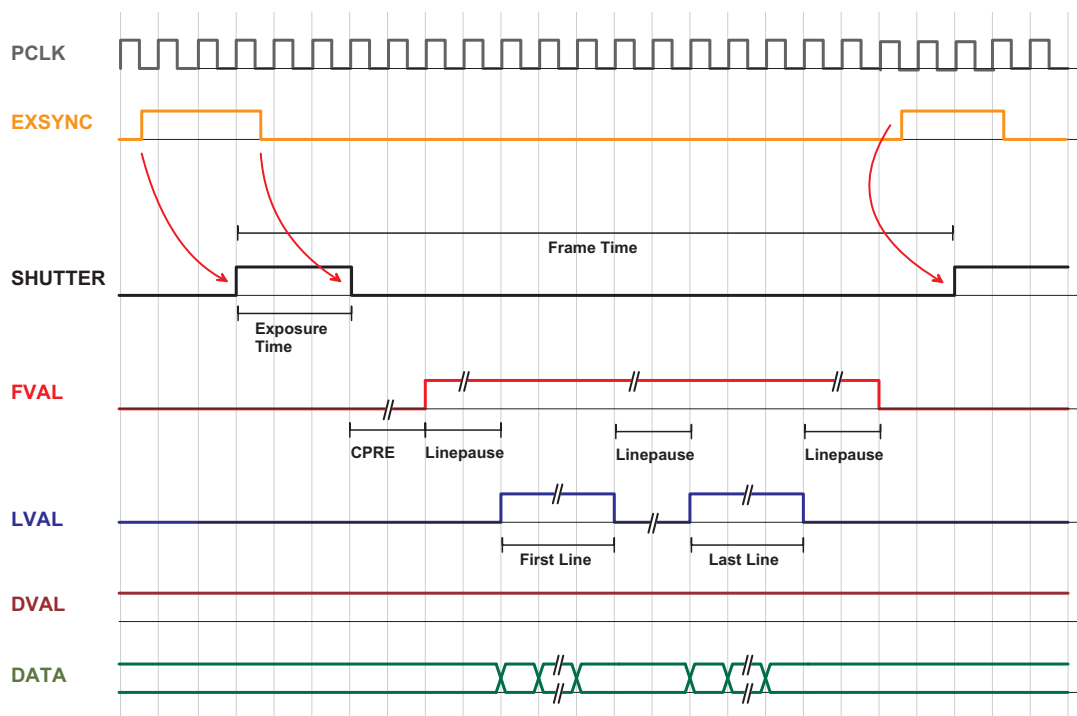 PCLK
EXSYNC
Frame Time
SHUTTER
Exposure
Time
FVAL
CPRE
Linepause
Linepause
Linepause
LVAL
First Line
Last Line
DVAL
DATA